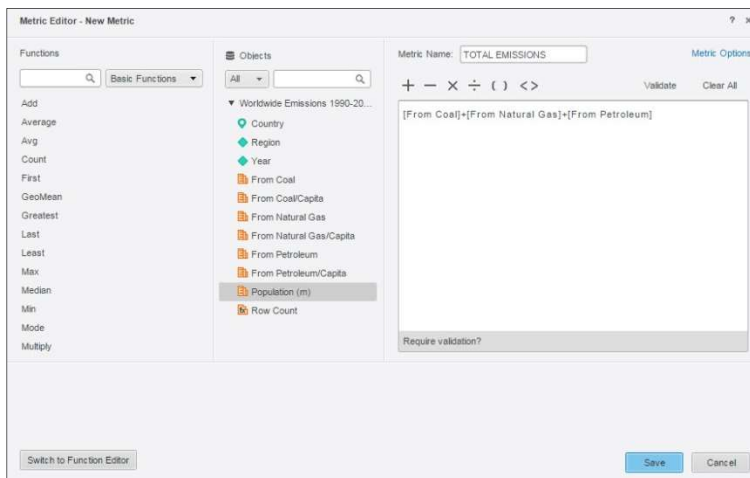 Metric Editor - New Metric
? x
Functions
Basic Functions
Add
Average
Avg
Count
First
GeoMean
Greatest
Last
Least
Max
Median
Min
Mode
Multiply
Objects
All
Worldwide Emissions 1990-20...
Country
Region
Year
From Coal
From Coal/Capita
From Natural Gas
From Natural Gas/Capita
From Petroleum
From Petroleum/Capita
Population (m)
fx Row Count
Metric Name: TOTAL EMISSIONS
Metric Options
+ − × ÷ ( ) < >
Validate
Clear All
[From Coal]+[From Natural Gas]+[From Petroleum]
Require validation?
Switch to Function Editor
Save
Cancel